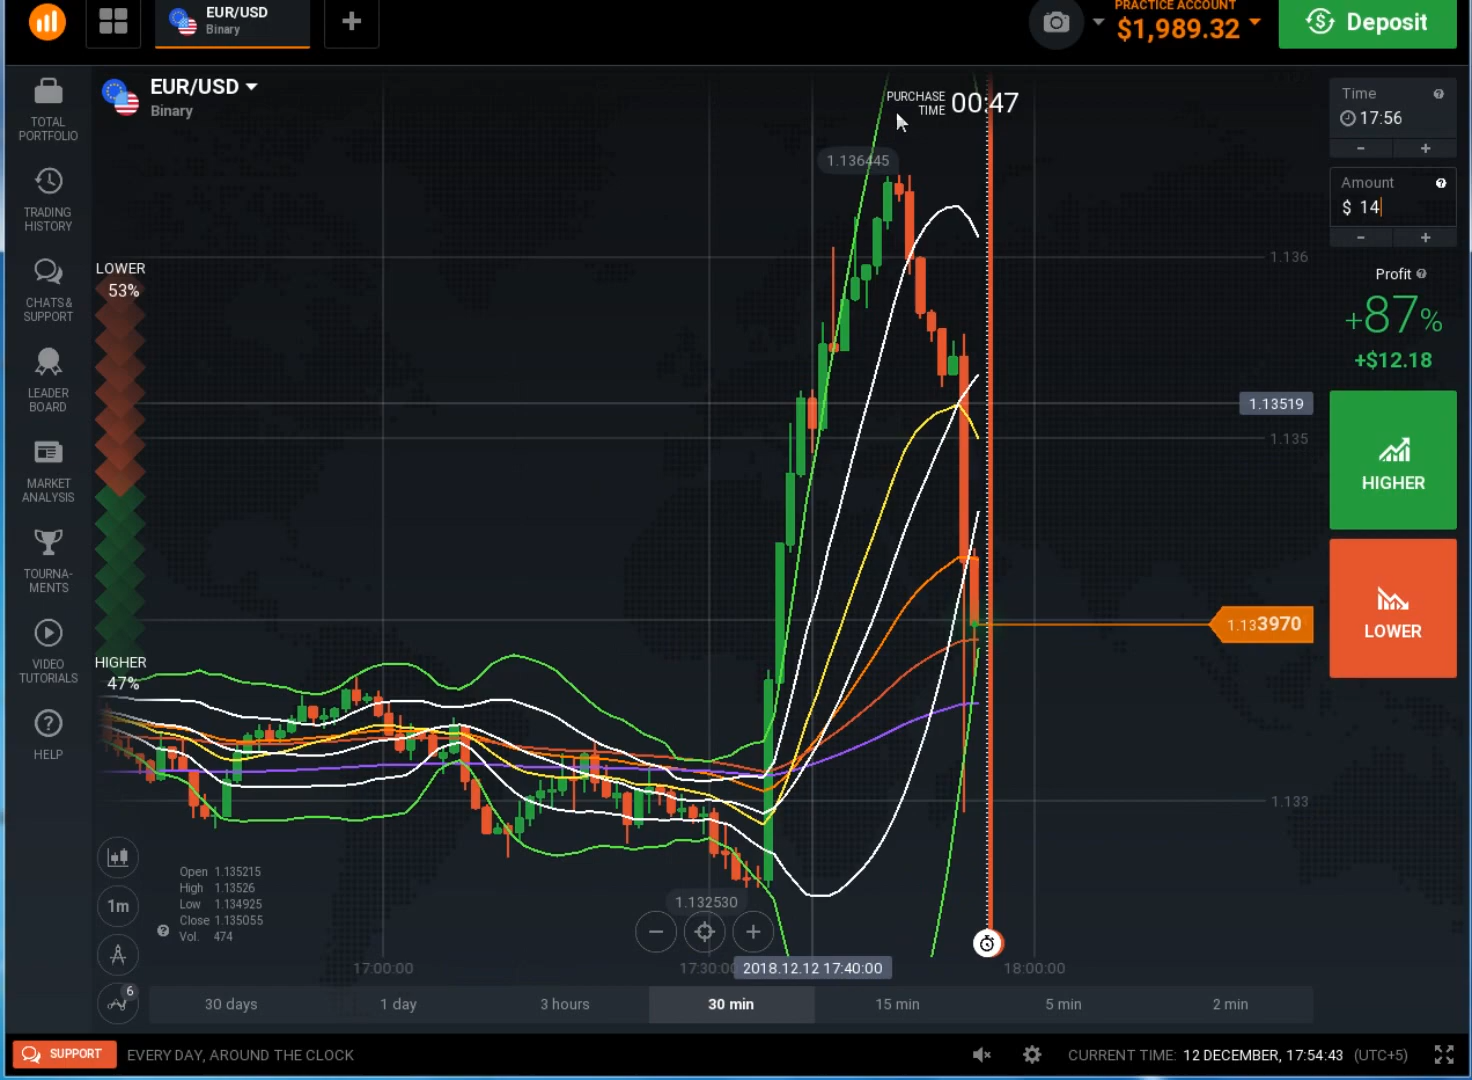 EUR/USD
Binary
PRACTICE ACCOUNT
$1,989.32
Deposit
EUR/USD
Binary
TOTAL
PORTFOLIO
TRADING
HISTORY
CHATS &
SUPPORT
LEADER
BOARD
MARKET
ANALYSIS
TOURNA-
MENTS
VIDEO
TUTORIALS
HELP
LOWER
53%
HIGHER
47%
PURCHASE
TIME
00:47
1.136445
1.136
1.13519
1.135
1.133970
1.133
1.132530
Time
17:56
- +
Amount
$ 14
- +
Profit
+87%
+$12.18
HIGHER
LOWER
1m
6
Open 1.135215
High 1.13526
Low 1.134925
Close 1.135055
Vol. 474
17:00:00
17:30:00
2018.12.12 17:40:00
18:00:00
30 days
1 day
3 hours
30 min
15 min
5 min
2 min
SUPPORT
EVERY DAY, AROUND THE CLOCK
CURRENT TIME: 12 DECEMBER, 17:54:43 (UTC+5)